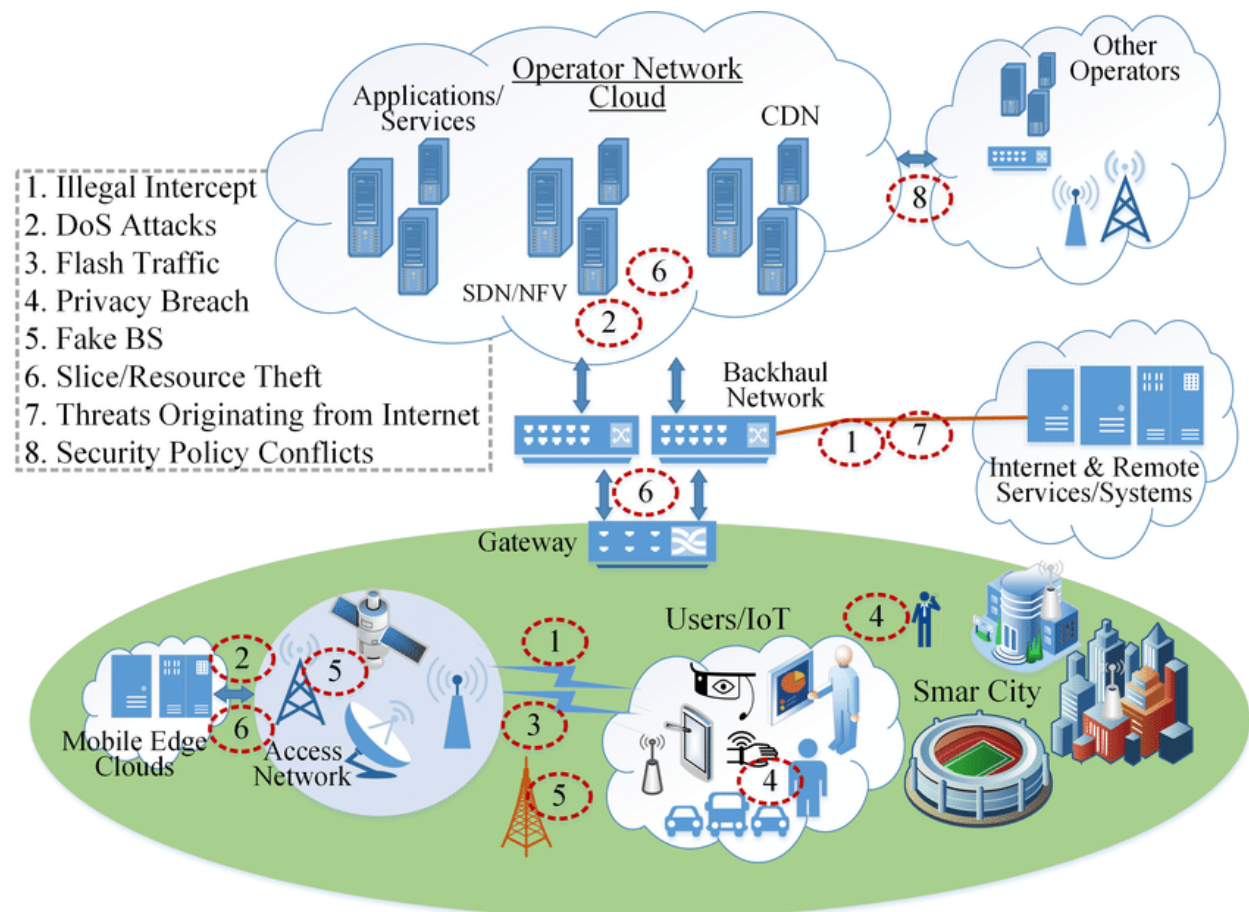 Operator Network
Cloud
Applications/
Services
CDN
Other
Operators
8
1. Illegal Intercept
2. DoS Attacks
3. Flash Traffic
4. Privacy Breach
5. Fake BS
6. Slice/Resource Theft
7. Threats Originating from Internet
8. Security Policy Conflicts
6
SDN/NFV
2
Backhaul
Network
1
7
Internet & Remote
Services/Systems
6
Gateway
Users/IoT
4
1
2
5
6
Mobile Edge
Clouds
Access
Network
3
5
4
Smar City